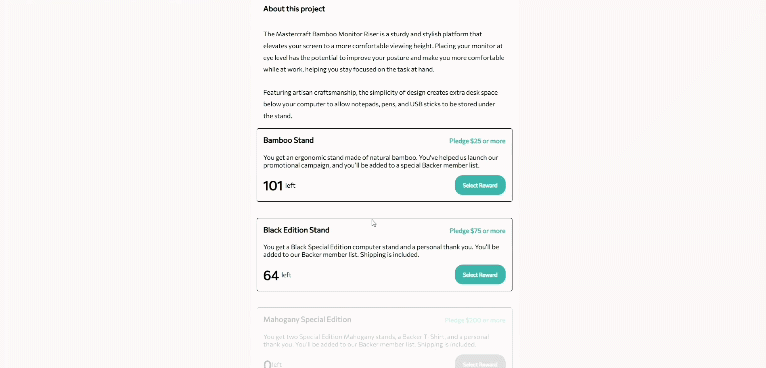 About this project
The Mastercraft Bamboo Monitor Riser is a sturdy and stylish platform that
elevates your screen to a more comfortable viewing height. Placing your monitor at
eye level has the potential to improve your posture and make you more comfortable
while at work, helping you stay focused on the task at hand.
Featuring artisan craftsmanship, the simplicity of design creates extra desk space
below your computer to allow notepads, pens, and USB sticks to be stored under
the stand.
Bamboo Stand
Pledge $25 or more
You get an ergonomic stand made of natural bamboo. You've helped us launch our
promotional campaign, and you'll be added to a special Backer member list.
101 left
Select Reward
Black Edition Stand
Pledge $75 or more
You get a Black Special Edition computer stand and a personal thank you. You'll be
added to our Backer member list. Shipping is included.
64 left
Select Reward
Mahogany Special Edition
Pledge $200 or more
You get two Special Edition Mahogany stands, a Backer T-Shirt, and a personal
thank you. You'll be added to our Backer member list. Shipping is included.
0 left
Select Reward